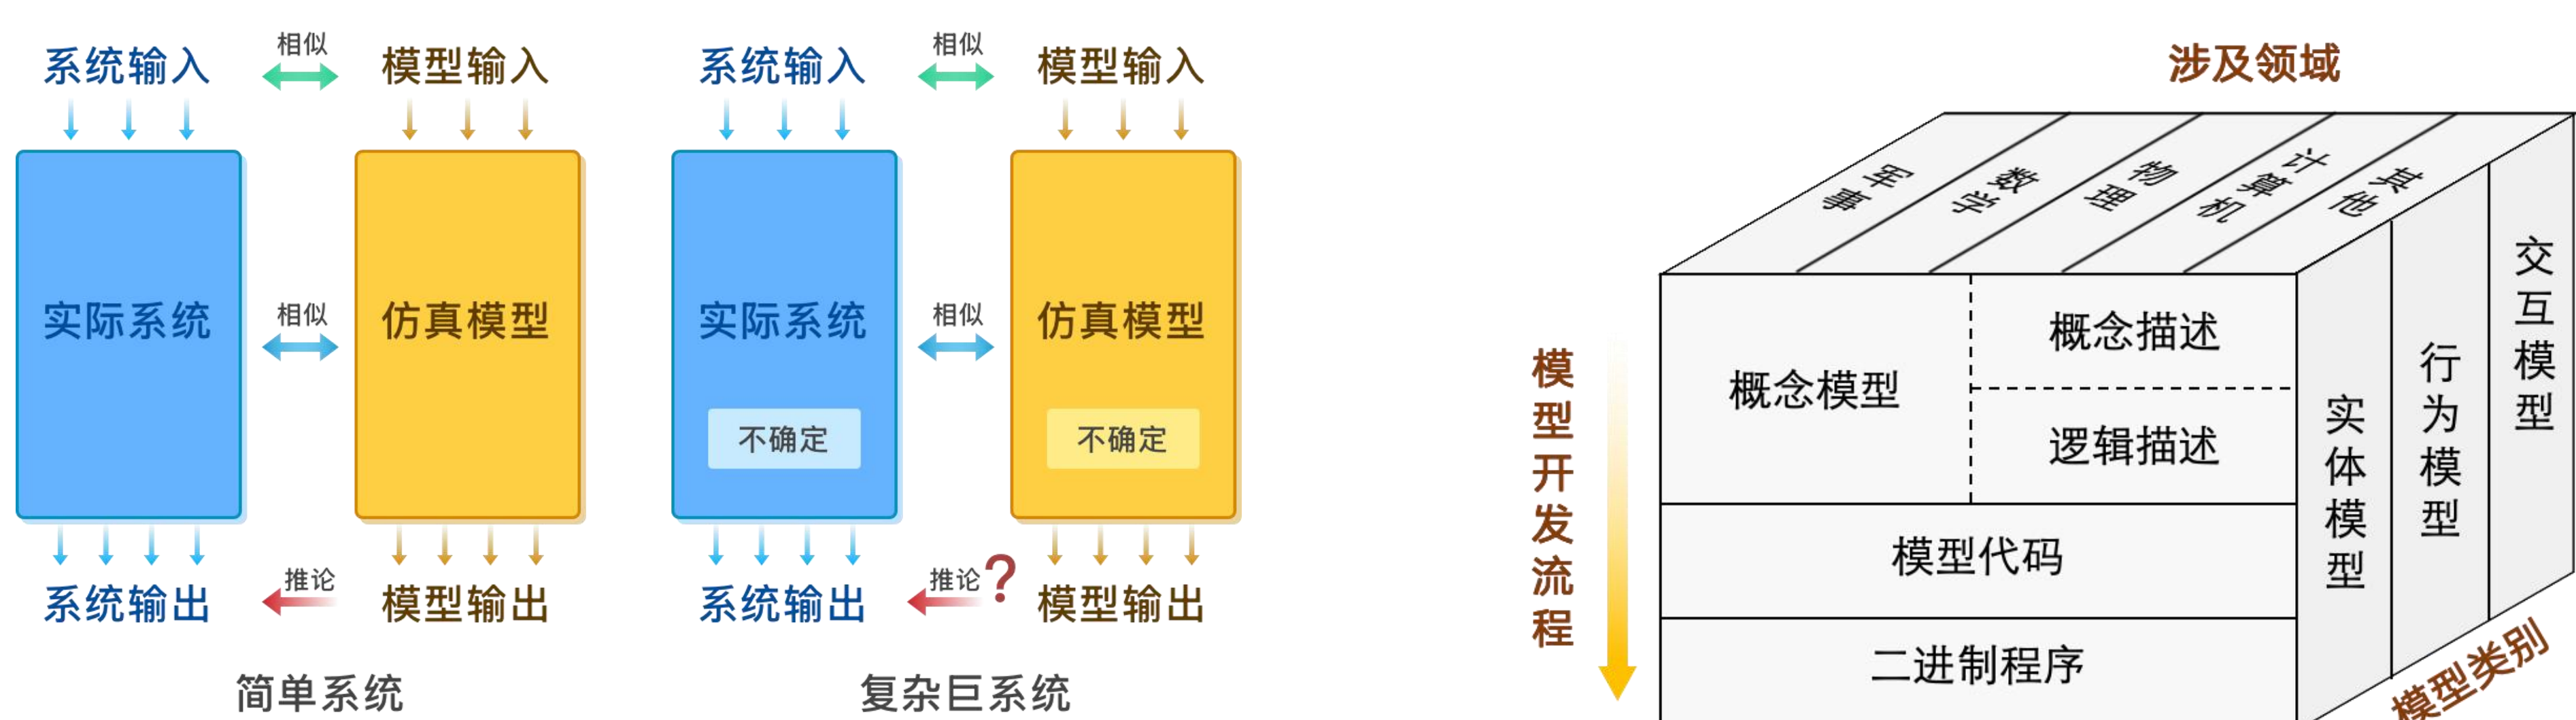 系统输入
相似
模型输入
实际系统
相似
仿真模型
系统输出
推论
模型输出
简单系统
系统输入
相似
模型输入
实际系统
不确定
相似
仿真模型
不确定
系统输出
推论?
模型输出
复杂巨系统
涉及领域
军事
数学
物理
计算机
其他
模型开发流程
概念模型
概念描述
逻辑描述
模型代码
二进制程序
实体模型
行为模型
交互模型
模型类别